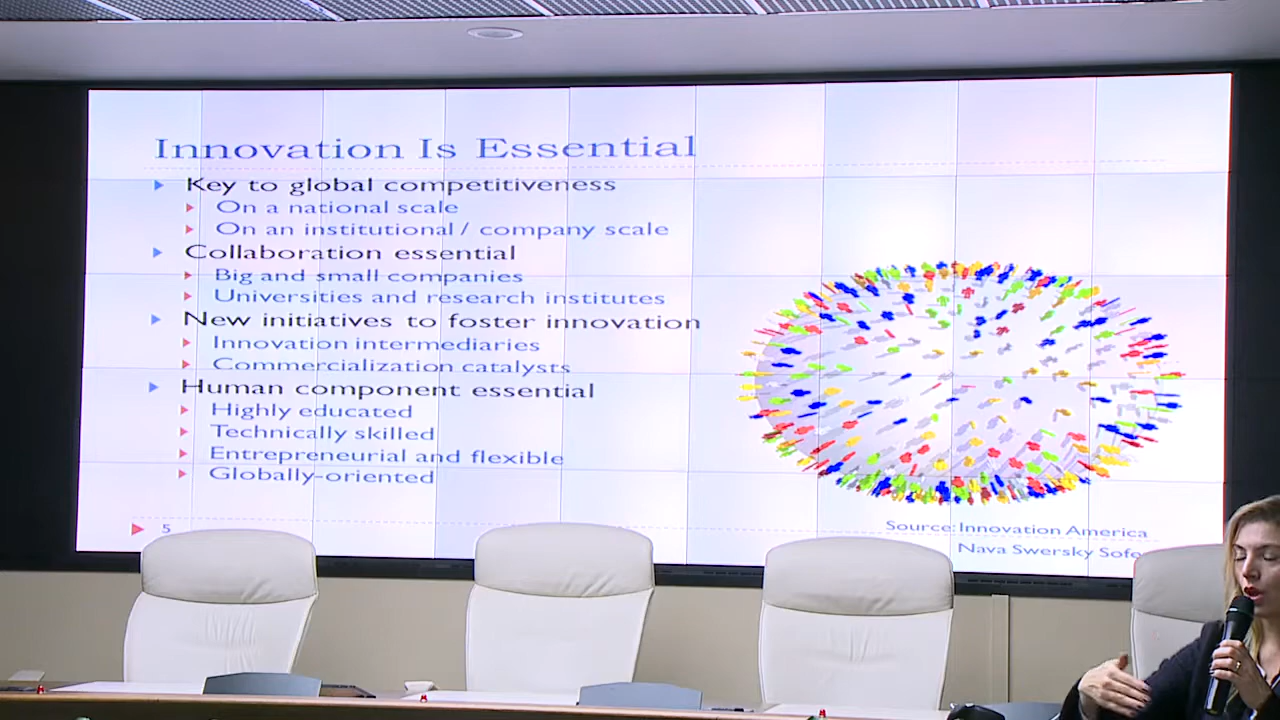 Innovation Is Essential
Key to global competitiveness
On a national scale
On an institutional / company scale
Collaboration essential
Big and small companies
Universities and research institutes
New initiatives to foster innovation
Innovation intermediaries
Commercialization catalysts
Human component essential
Highly educated
Technically skilled
Entrepreneurial and flexible
Globally-oriented
5
Source: Innovation America
Nava Swersky